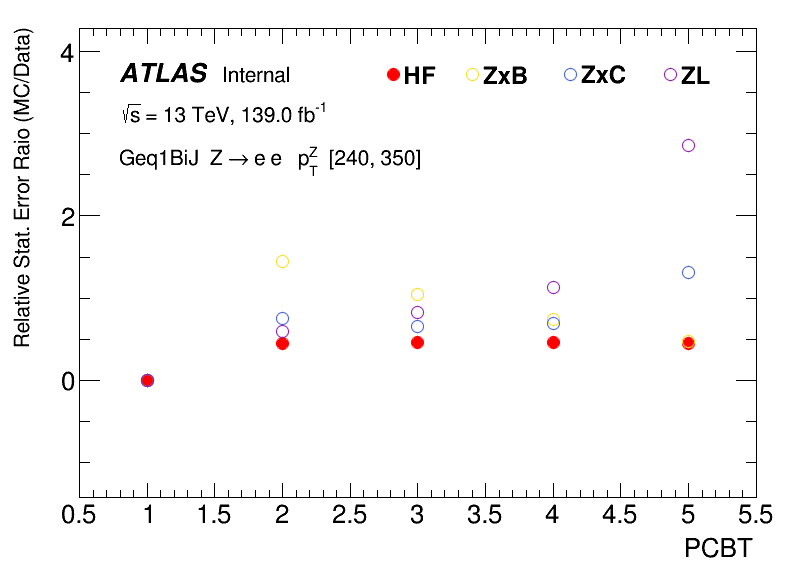 Relative Stat. Error Raio (MC/Data)
4
2
0
ATLAS Internal
HF ZxB ZxC ZL
√s = 13 TeV, 139.0 fb⁻¹
Geq1BiJ Z → e e p_T^Z [240, 350]
0.5 1 1.5 2 2.5 3 3.5 4 4.5 5 5.5
PCBT